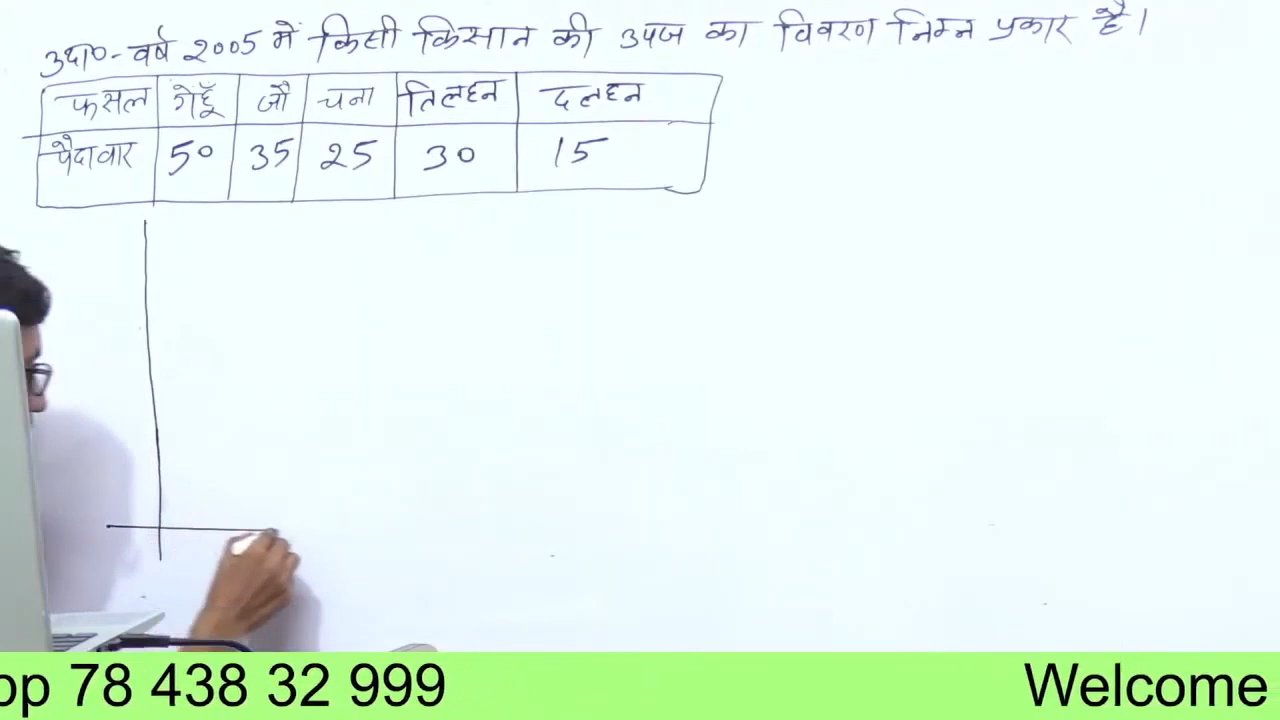 उदा०- वर्ष 2005 में किसी किसान की उपज का विवरण निम्न प्रकार है।
फसल गेहूँ जौ चना तिलहन दलहन
पैदावार 50 35 25 30 15
op 78 438 32 999 Welcome